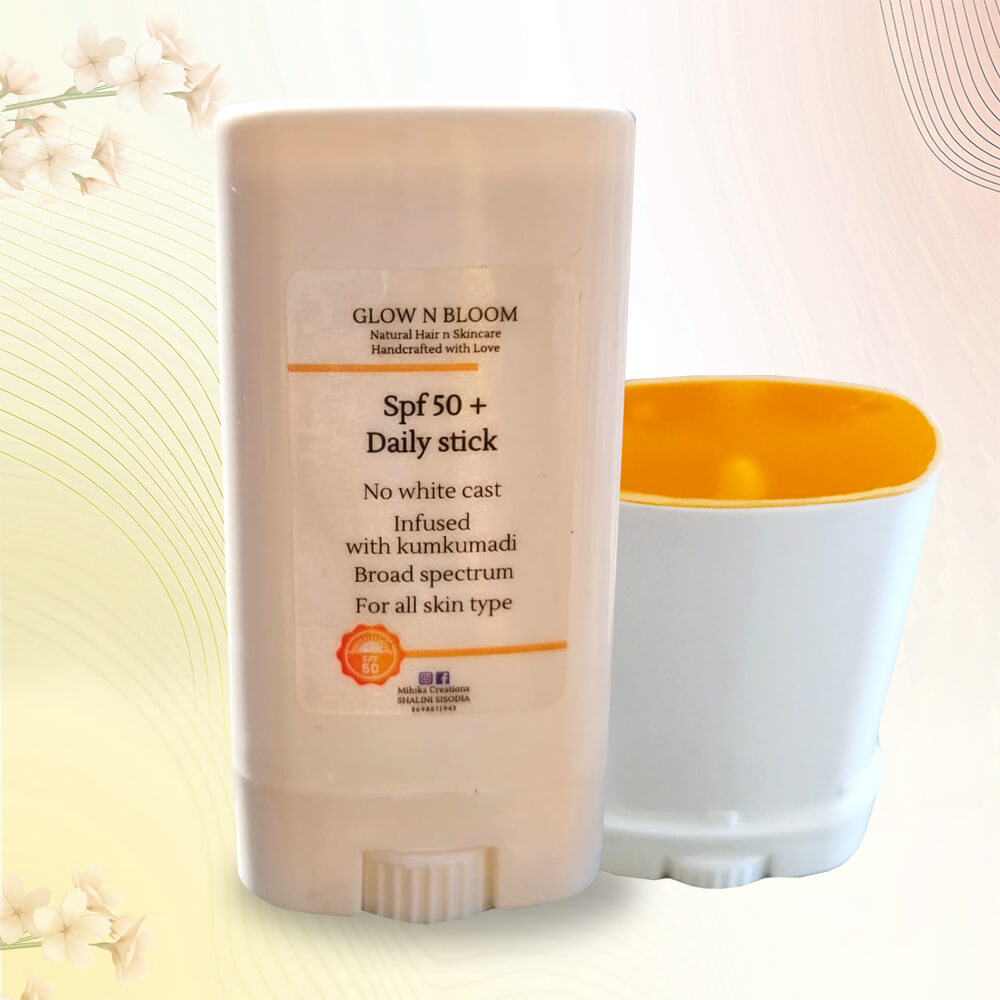 GLOW N BLOOM
Natural Hair n Skincare
Handcrafted with Love
Spf 50 +
Daily stick
No white cast
Infused
with kumkumadi
Broad spectrum
For all skin type
SPF
50
Mihika Creations
SHALINI SISODIA
8698871943